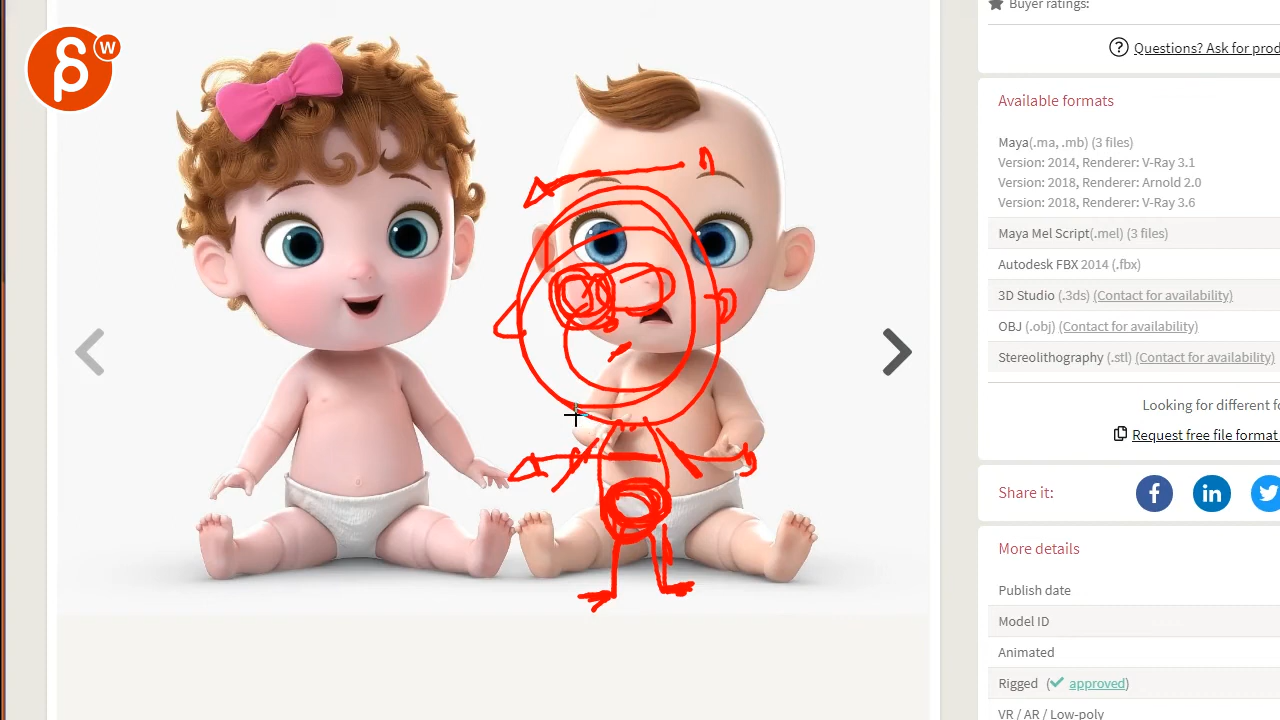 W
Buyer ratings:
Questions? Ask for prod
Available formats
Maya(.ma, .mb) (3 files)
Version: 2014, Renderer: V-Ray 3.1
Version: 2018, Renderer: Arnold 2.0
Version: 2018, Renderer: V-Ray 3.6
Maya Mel Script(.mel) (3 files)
Autodesk FBX 2014 (.fbx)
3D Studio (.3ds) (Contact for availability)
OBJ (.obj) (Contact for availability)
Stereolithography (.stl) (Contact for availability)
Looking for different fo
Request free file format
Share it:
More details
Publish date
Model ID
Animated
Rigged (✓ approved)
VR / AR / Low-poly